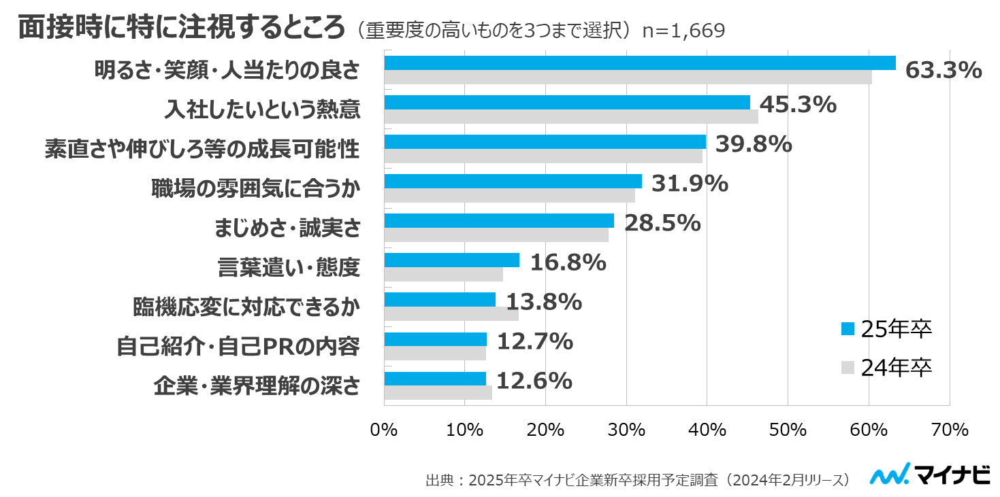 面接時に特に注視するところ（重要度の高いものを3つまで選択）n=1,669
明るさ・笑顔・人当たりの良さ 63.3%
入社したいという熱意 45.3%
素直さや伸びしろ等の成長可能性 39.8%
職場の雰囲気に合うか 31.9%
まじめさ・誠実さ 28.5%
言葉遣い・態度 16.8%
臨機応変に対応できるか 13.8%
自己紹介・自己PRの内容 12.7%
企業・業界理解の深さ 12.6%
25年卒
24年卒
0% 10% 20% 30% 40% 50% 60% 70%
出典：2025年卒マイナビ企業新卒採用予定調査（2024年2月リリース） マイナビ